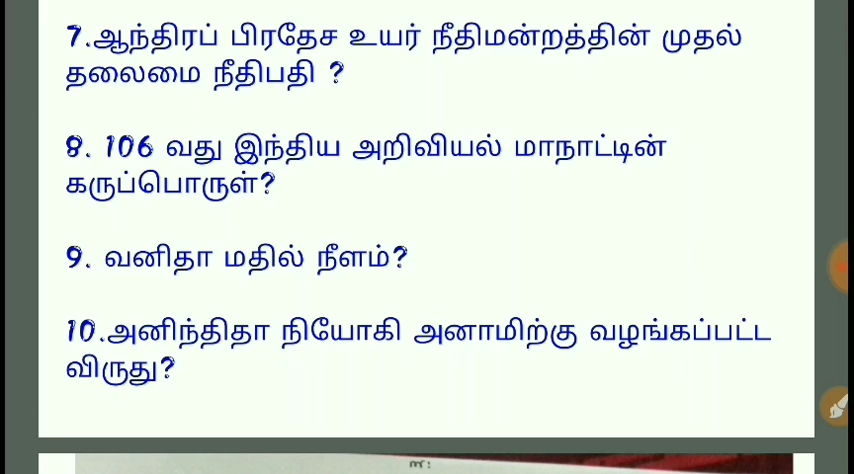 7.ஆந்திரப் பிரதேச உயர் நீதிமன்றத்தின் முதல்
தலைமை நீதிபதி ?
8. 106 வது இந்திய அறிவியல் மாநாட்டின்
கருப்பொருள்?
9. வனிதா மதில் நீளம்?
10.அனிந்திதா நியோகி அனாமிற்கு வழங்கப்பட்ட
விருது?